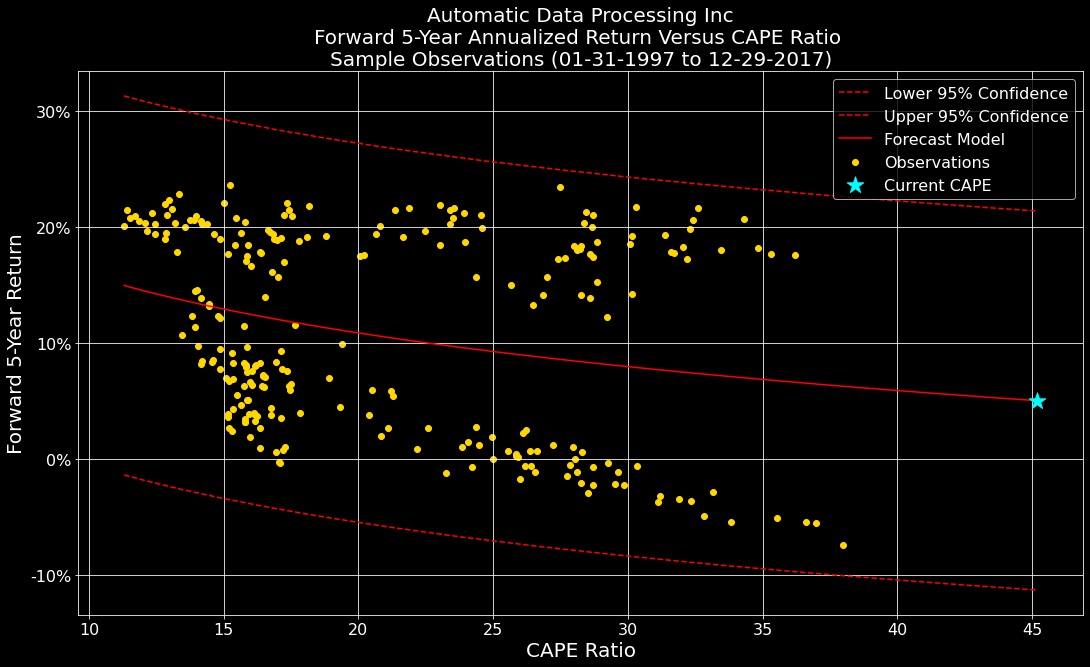 Automatic Data Processing Inc
Forward 5-Year Annualized Return Versus CAPE Ratio
Sample Observations (01-31-1997 to 12-29-2017)
Lower 95% Confidence
Upper 95% Confidence
Forecast Model
Observations
Current CAPE
Forward 5-Year Return
30%
20%
10%
0%
-10%
10 15 20 25 30 35 40 45
CAPE Ratio